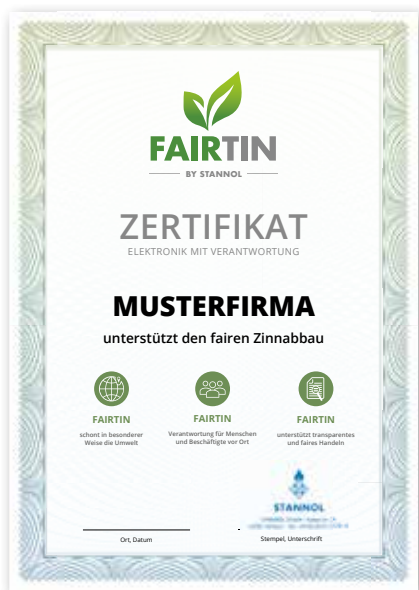 FAIRTIN
BY STANNOL
ZERTIFIKAT
ELEKTRONIK MIT VERANTWORTUNG
MUSTERFIRMA
unterstützt den fairen Zinnabbau
FAIRTIN
schont in besonderer
Weise die Umwelt
FAIRTIN
Verantwortung für Menschen
und Beschäftigte vor Ort
FAIRTIN
unterstützt transparentes
und faires Handeln
STANNOL
Ort, Datum
Stempel, Unterschrift